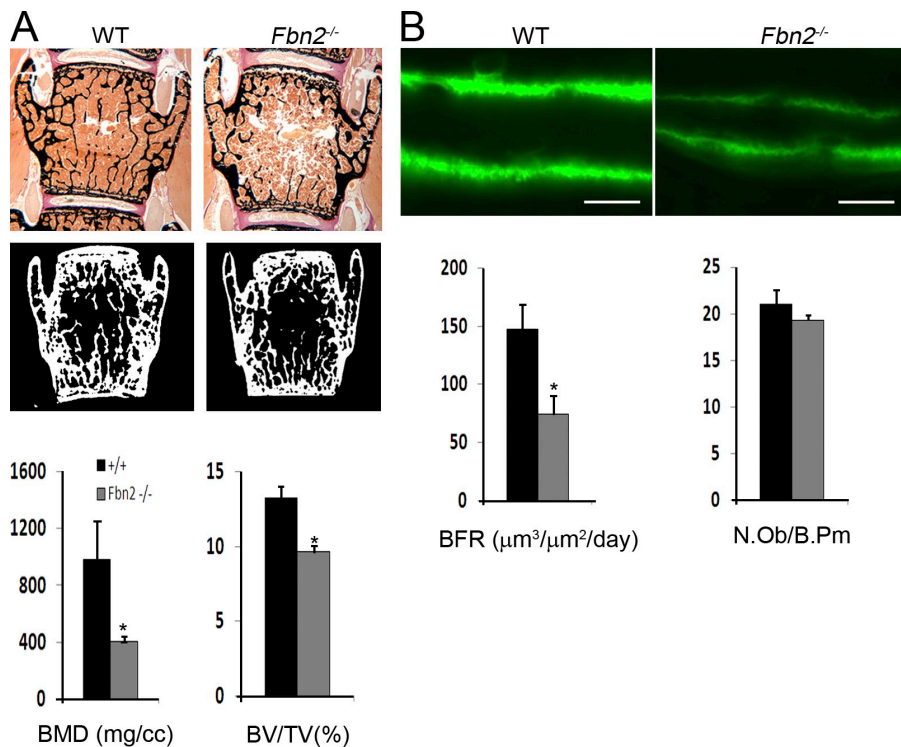 A
WT
Fbn2-/-
B
WT
Fbn2-/-
1600
1200
800
400
0
+/+
Fbn2 -/-
*
BMD (mg/cc)
15
10
5
0
*
BV/TV(%)
200
150
100
50
0
*
BFR (μm³/μm²/day)
25
20
15
10
5
0
N.Ob/B.Pm